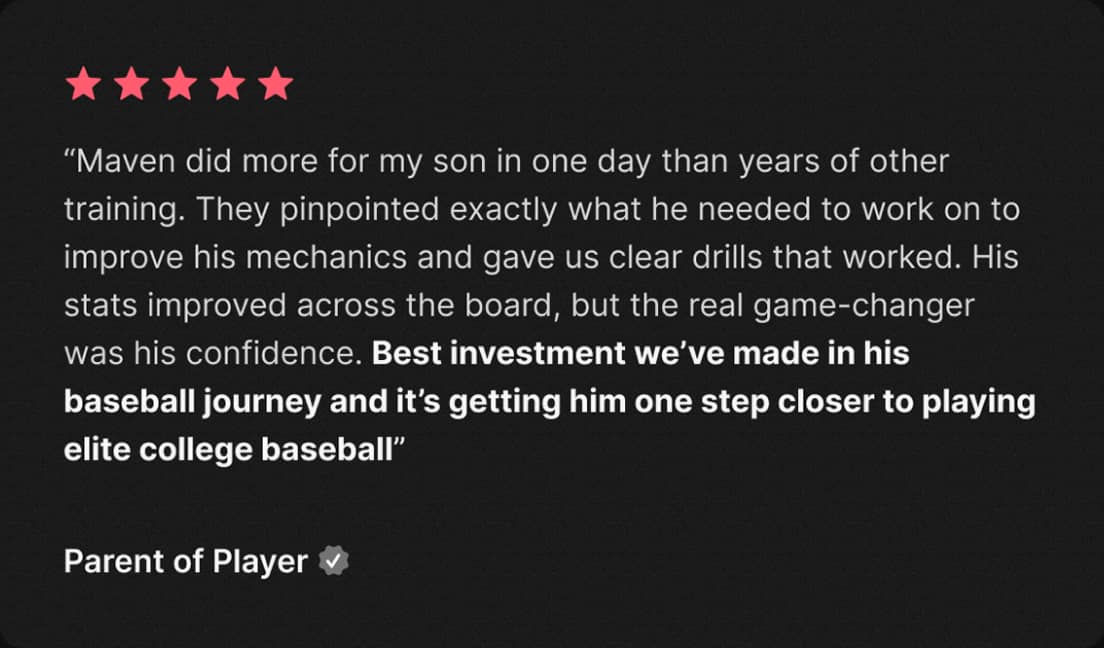 “Maven did more for my son in one day than years of other
training. They pinpointed exactly what he needed to work on to
improve his mechanics and gave us clear drills that worked. His
stats improved across the board, but the real game-changer
was his confidence. Best investment we’ve made in his
baseball journey and it’s getting him one step closer to playing
elite college baseball”
Parent of Player